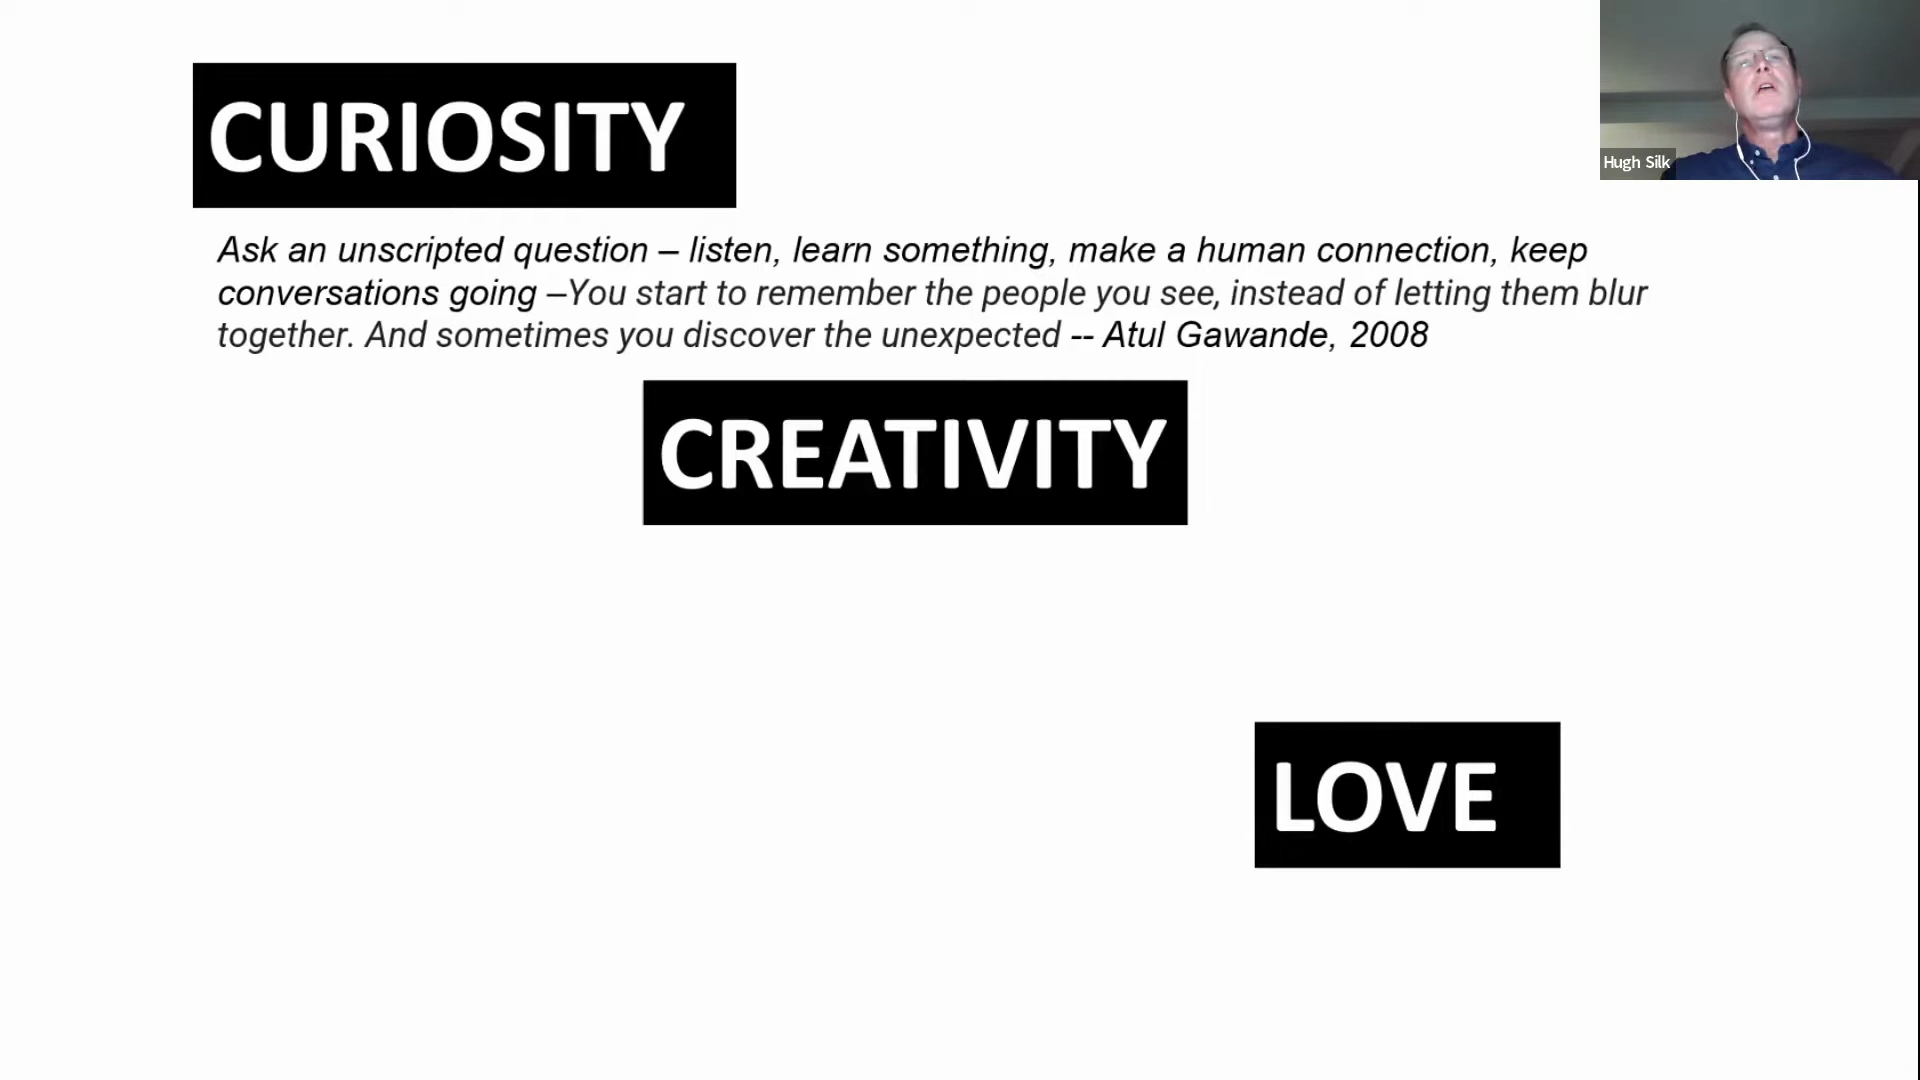 CURIOSITY
Hugh Silk
Ask an unscripted question – listen, learn something, make a human connection, keep
conversations going –You start to remember the people you see, instead of letting them blur
together. And sometimes you discover the unexpected -- Atul Gawande, 2008
CREATIVITY
LOVE